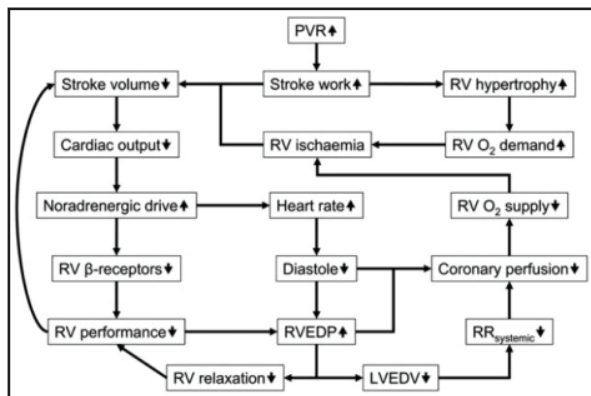 PVR ↑
Stroke volume ↓
Stroke work ↑
RV hypertrophy ↑
Cardiac output ↓
RV ischaemia
RV O₂ demand ↑
Noradrenergic drive ↑
Heart rate ↑
RV O₂ supply ↓
RV β-receptors ↓
Diastole ↓
Coronary perfusion ↓
RV performance ↓
RVEDP ↑
RRsystemic ↓
RV relaxation ↓
LVEDV ↓